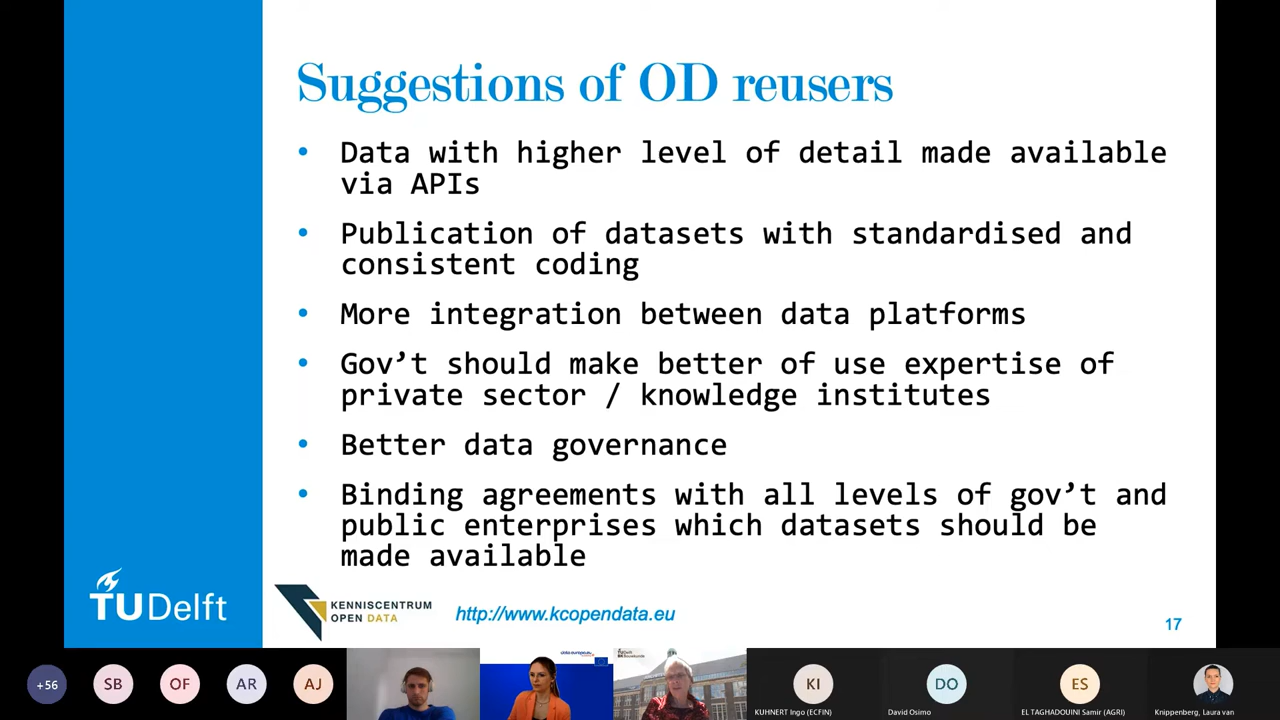 Suggestions of OD reusers
• Data with higher level of detail made available
via APIs
• Publication of datasets with standardised and
consistent coding
• More integration between data platforms
• Gov’t should make better of use expertise of
private sector / knowledge institutes
• Better data governance
• Binding agreements with all levels of gov’t and
public enterprises which datasets should be
made available
TUDelft
KENNISCENTRUM
OPEN DATA
http://www.kcopendata.eu
17
+56
SB
OF
AR
AJ
data.europa.eu
KI
KUHNERT Ingo (ECFIN)
DO
David Osimo
ES
EL TAGHADOUINI Samir (AGRI)
Knippenberg, Laura van